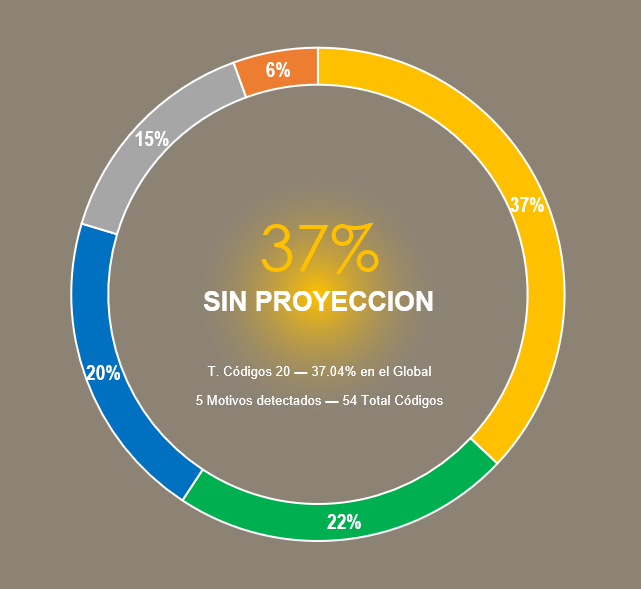 6%
15%
37%
37%
SIN PROYECCION
T. Códigos 20 — 37.04% en el Global
20%
5 Motivos detectados — 54 Total Códigos
22%